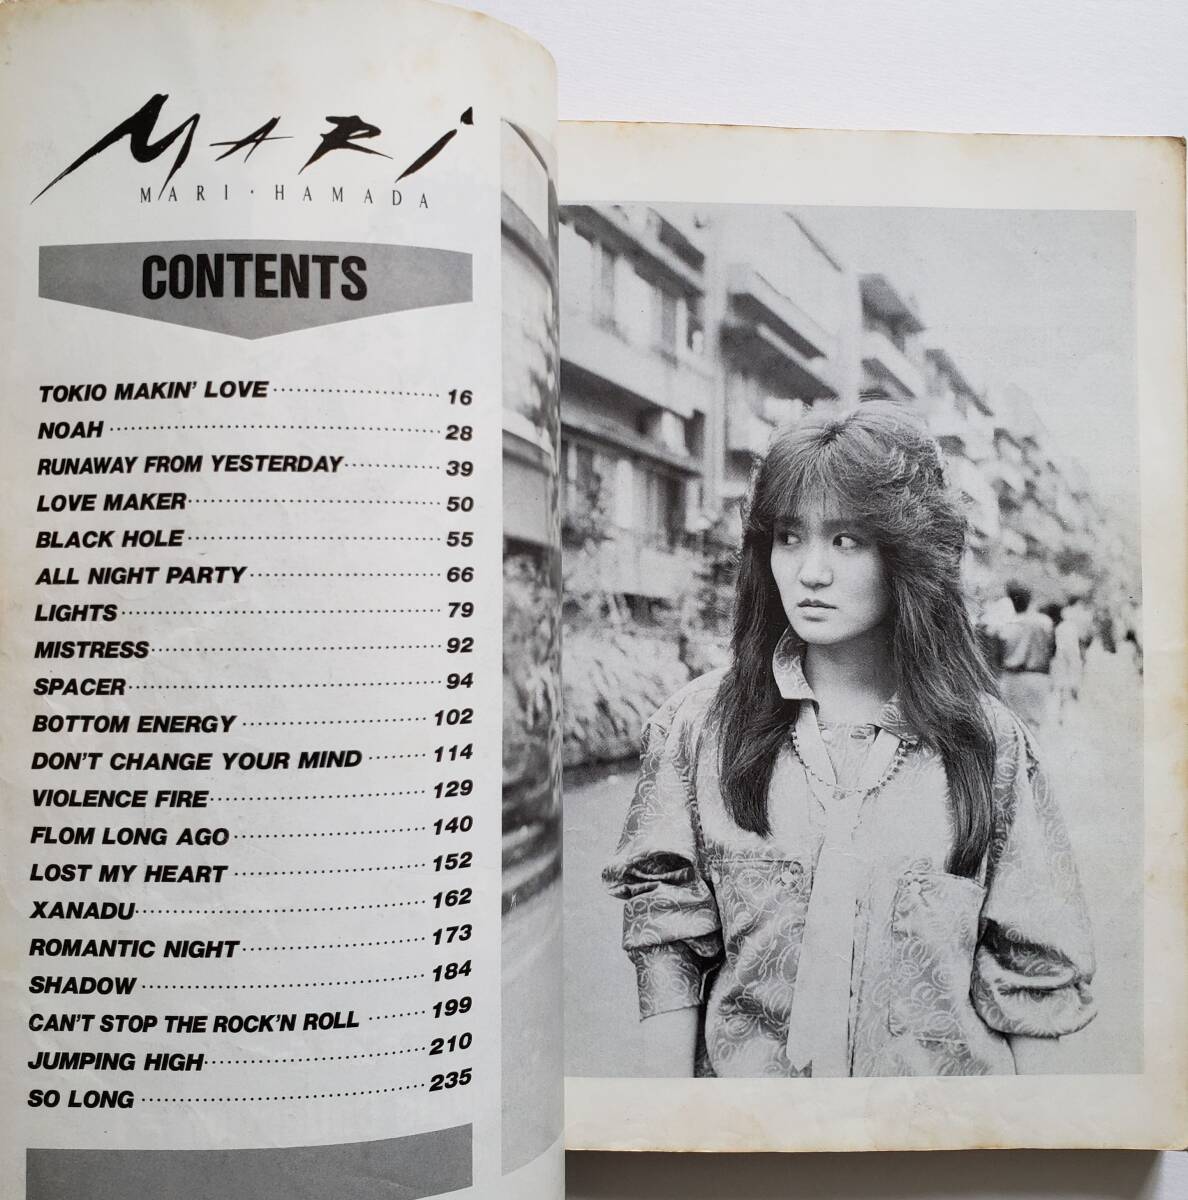 MARI
MARI・HAMADA
CONTENTS
TOKIO MAKIN' LOVE 16
NOAH 28
RUNAWAY FROM YESTERDAY 39
LOVE MAKER 50
BLACK HOLE 55
ALL NIGHT PARTY 66
LIGHTS 79
MISTRESS 92
SPACER 94
BOTTOM ENERGY 102
DON'T CHANGE YOUR MIND 114
VIOLENCE FIRE 129
FLOM LONG AGO 140
LOST MY HEART 152
XANADU 162
ROMANTIC NIGHT 173
SHADOW 184
CAN'T STOP THE ROCK'N ROLL 199
JUMPING HIGH 210
SO LONG 235